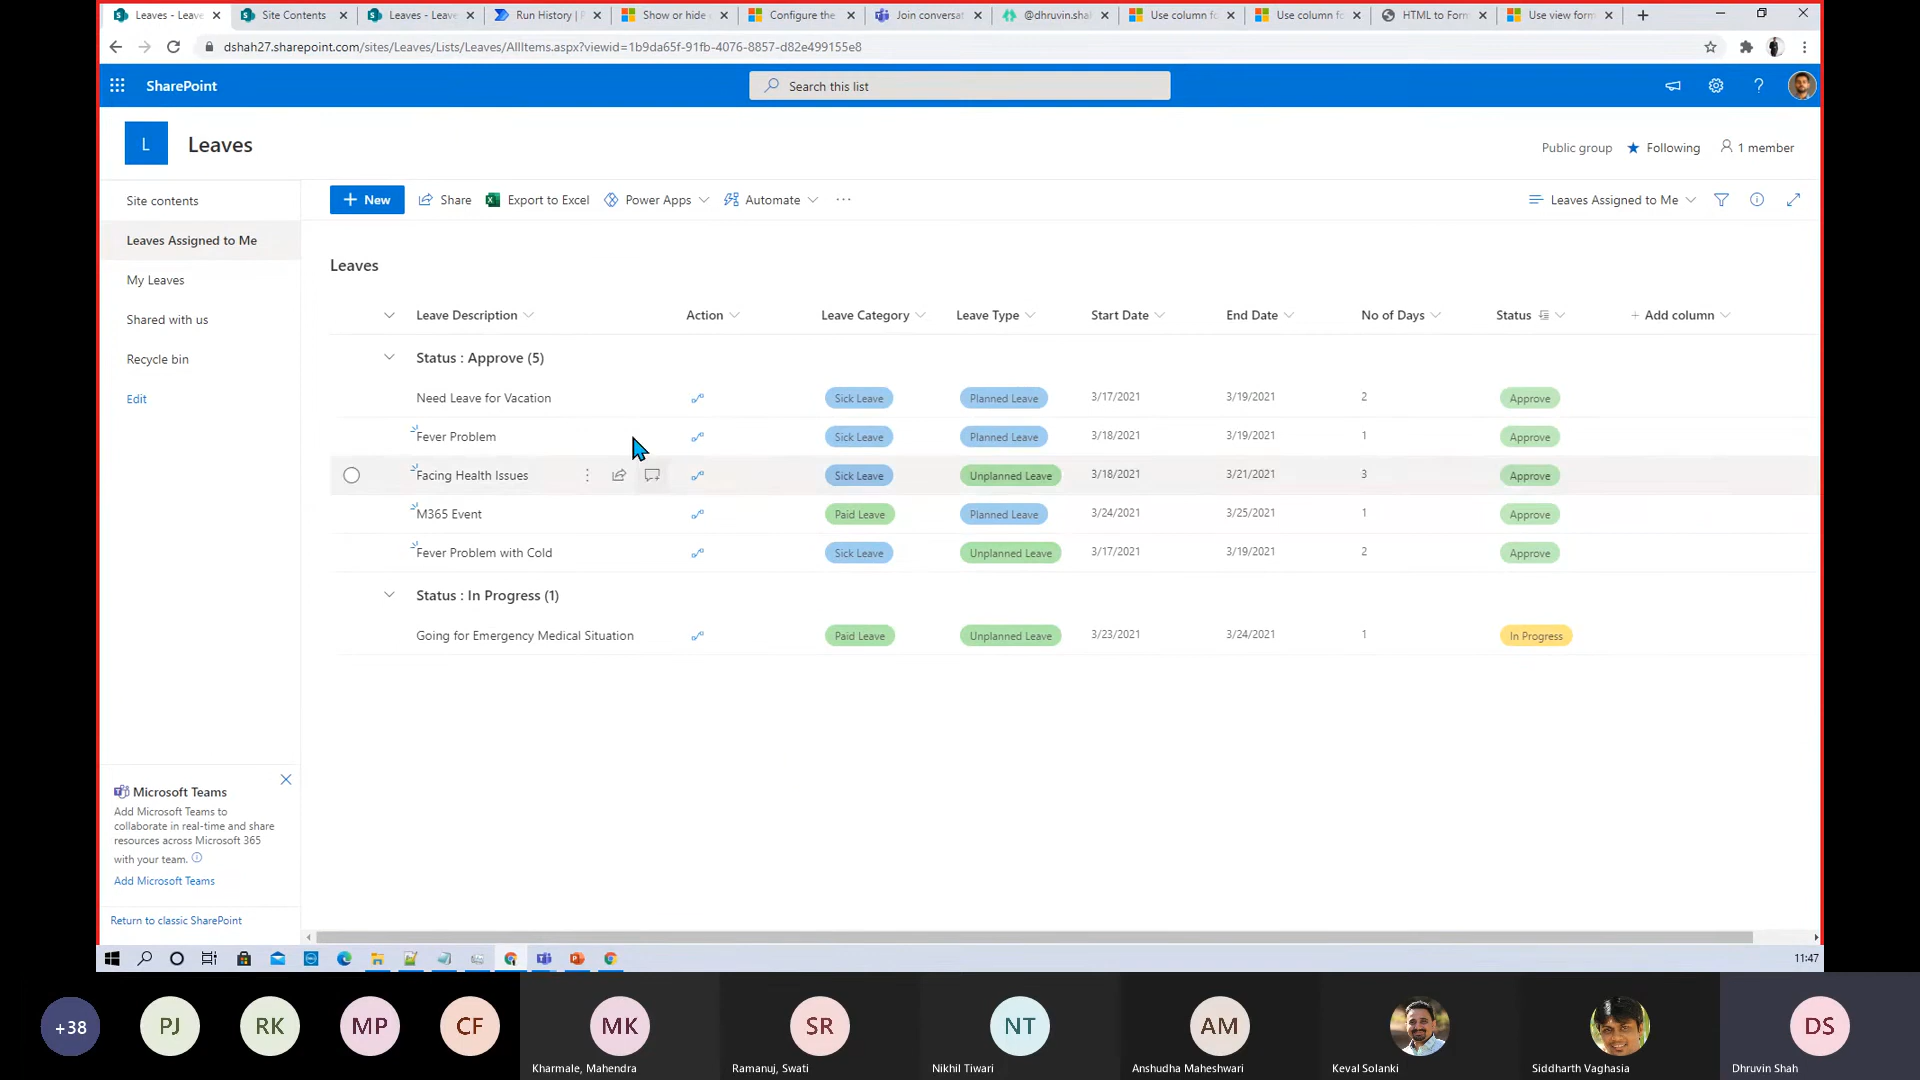 Leaves - Leave
Site Contents
Leaves - Leave
Run History | P
Show or hide
Configure the
Join conversat
@dhruvin.sha
Use column fo
Use column fo
HTML to Form
Use view form
dshah27.sharepoint.com/sites/Leaves/Lists/Leaves/AllItems.aspx?viewid=1b9da65f-91fb-4076-8857-d82e499155e8
SharePoint
Search this list
L
Leaves
Public group
Following
1 member
Site contents
Leaves Assigned to Me
My Leaves
Shared with us
Recycle bin
Edit
New
Share
Export to Excel
Power Apps
Automate
Leaves Assigned to Me
Leaves
Leave Description Action Leave Category Leave Type Start Date End Date No of Days Status + Add column
Status : Approve (5)
Need Leave for Vacation Sick Leave Planned Leave 3/17/2021 3/19/2021 2 Approve
Fever Problem Sick Leave Planned Leave 3/18/2021 3/19/2021 1 Approve
Facing Health Issues Sick Leave Unplanned Leave 3/18/2021 3/21/2021 3 Approve
M365 Event Paid Leave Planned Leave 3/24/2021 3/25/2021 1 Approve
Fever Problem with Cold Sick Leave Unplanned Leave 3/17/2021 3/19/2021 2 Approve
Status : In Progress (1)
Going for Emergency Medical Situation Paid Leave Unplanned Leave 3/23/2021 3/24/2021 1 In Progress
Microsoft Teams
Add Microsoft Teams to
collaborate in real-time and share
resources across Microsoft 365
with your team.
Add Microsoft Teams
Return to classic SharePoint
11:47
+38
PJ
RK
MP
CF
MK
SR
NT
AM
DS
Kharmale, Mahendra
Ramanuj, Swati
Nikhil Tiwari
Anshudha Maheshwari
Keval Solanki
Siddharth Vaghasia
Dhruvin Shah